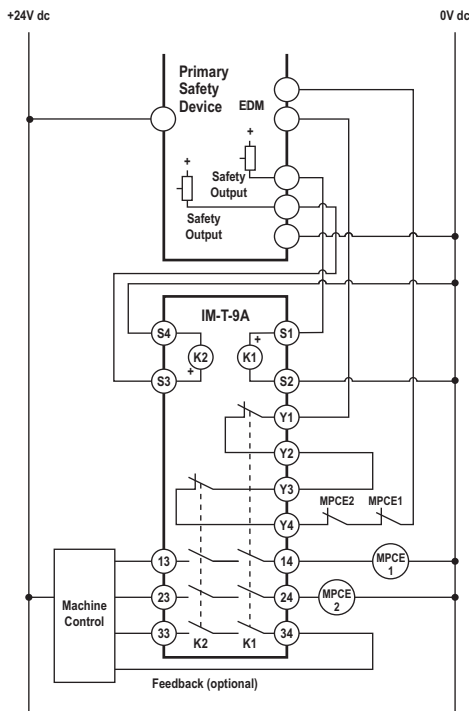 +24V dc
0V dc
Primary
Safety
Device
EDM
+
+
Safety
Output
Safety
Output
IM-T-9A
S4
S1
+
K2
K1
+
S3
S2
Y1
Y2
Y3
MPCE2
MPCE1
Y4
13
14
MPCE
1
23
24
MPCE
2
Machine
Control
33
34
K2
K1
Feedback (optional)